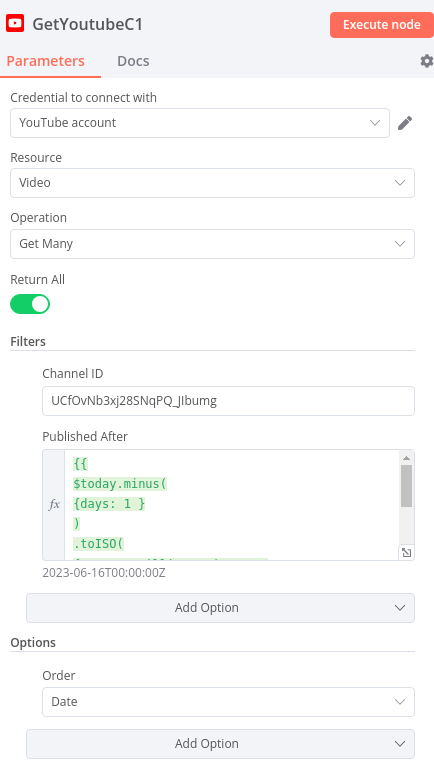 GetYoutubeC1
Execute node
Parameters
Docs
Credential to connect with
YouTube account
Resource
Video
Operation
Get Many
Return All
Filters
Channel ID
UCfOvNb3xj28SNqPQ_JIbumg
Published After
fx
{{
$today.minus(
{days: 1 }
)
.toISO(
2023-06-16T00:00:00Z
Add Option
Options
Order
Date
Add Option